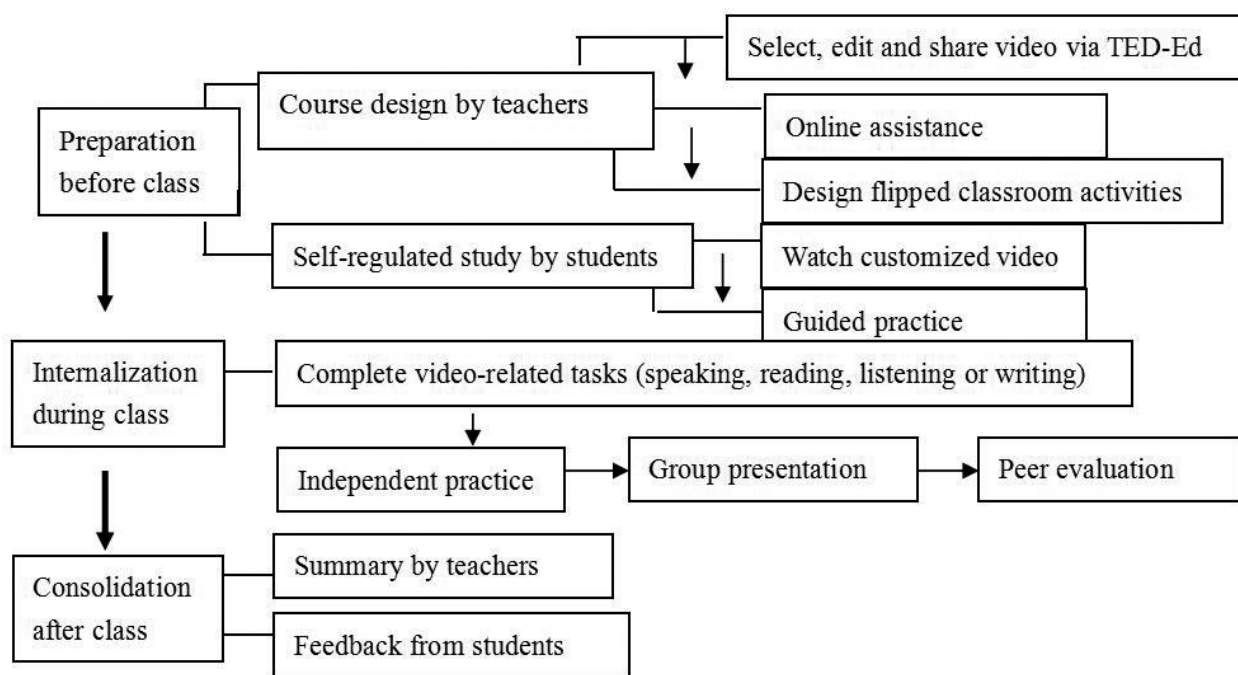 Select, edit and share video via TED-Ed
Course design by teachers
Online assistance
Preparation
before class
Design flipped classroom activities
Self-regulated study by students
Watch customized video
Guided practice
Internalization
during class
Complete video-related tasks (speaking, reading, listening or writing)
Independent practice
Group presentation
Peer evaluation
Consolidation
after class
Summary by teachers
Feedback from students